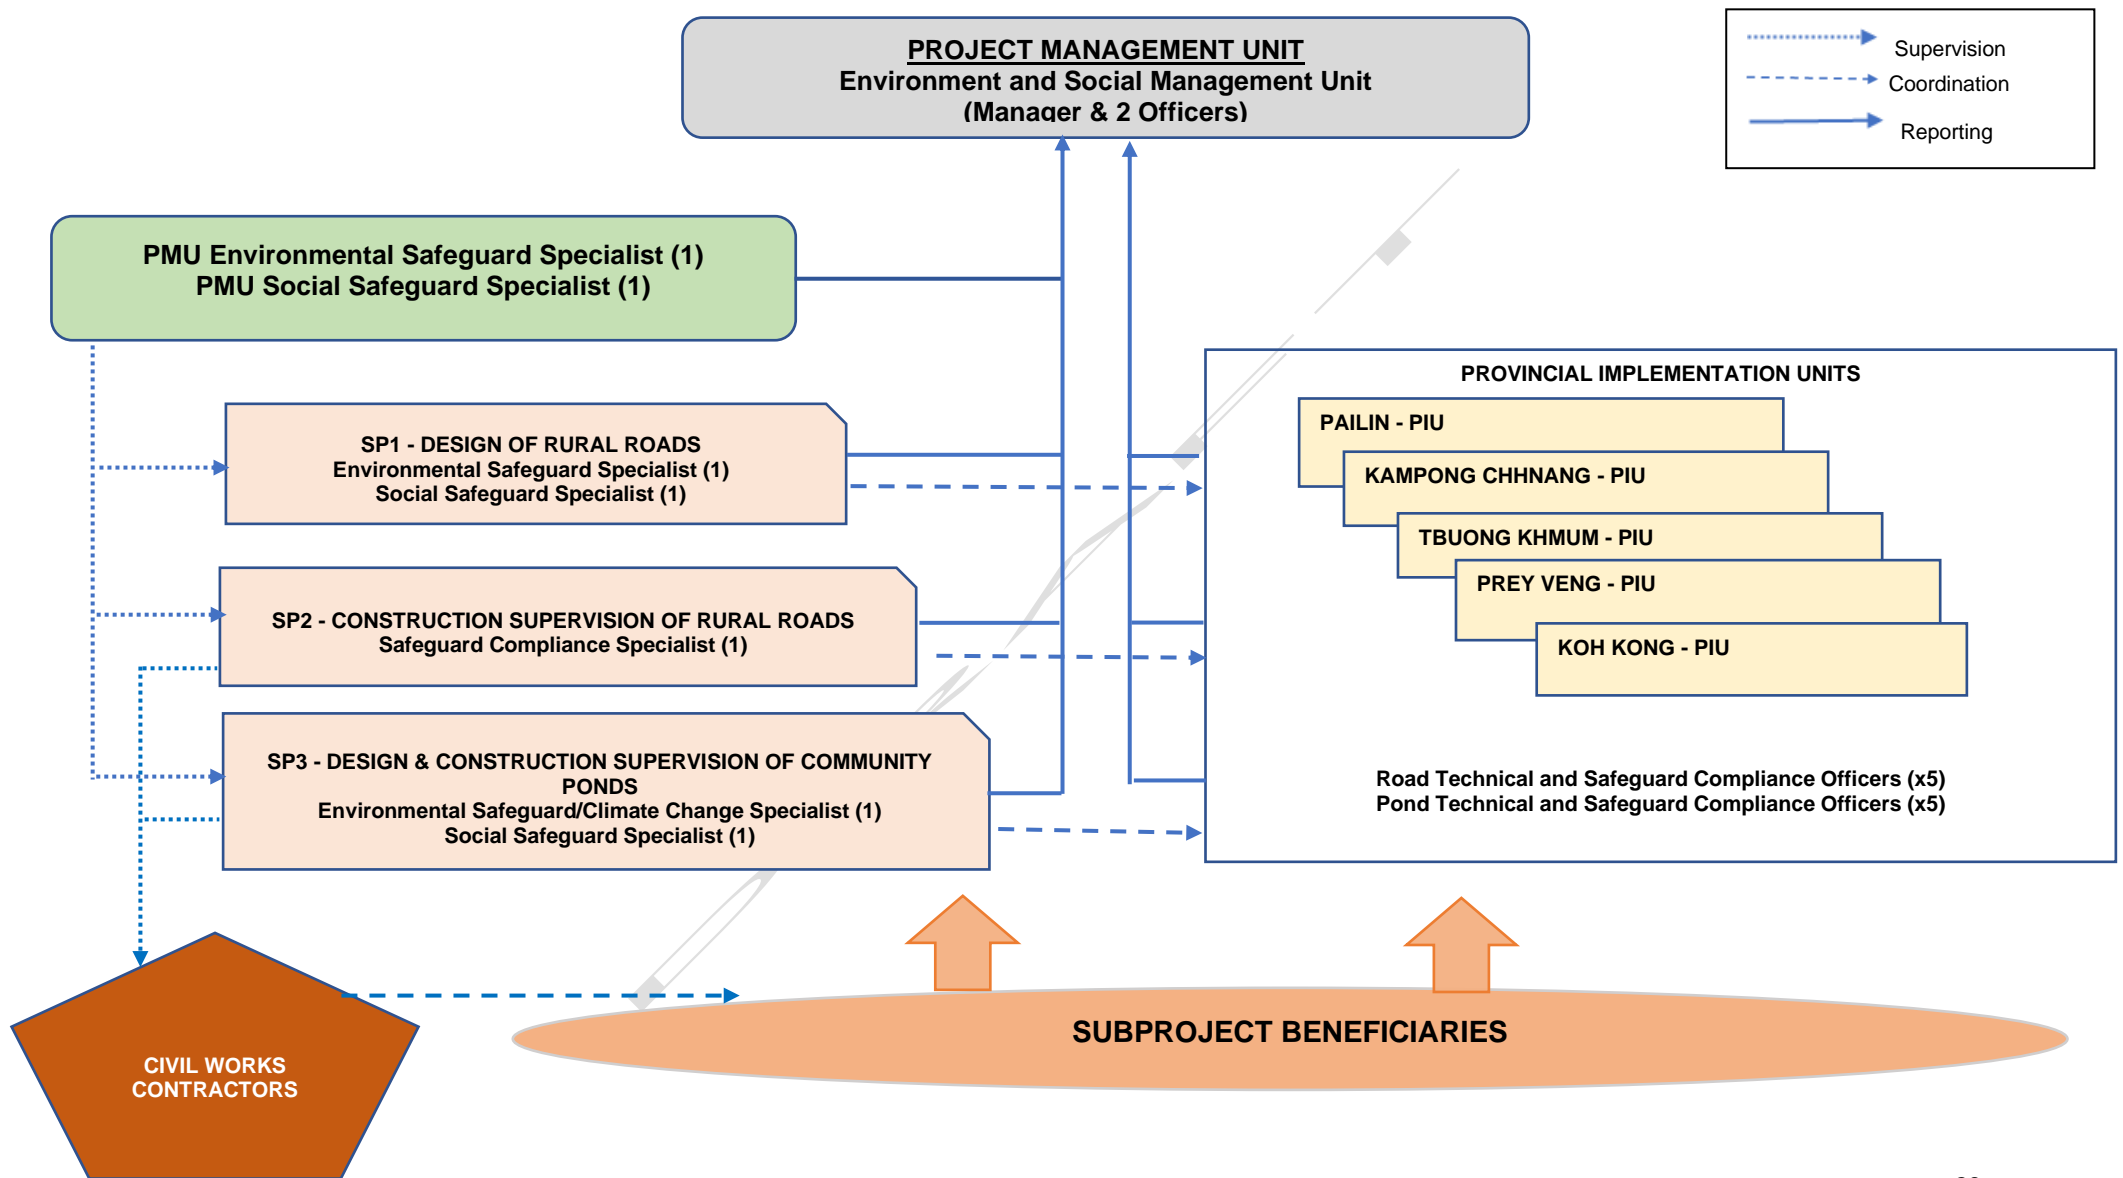 PROJECT MANAGEMENT UNIT
Environment and Social Management Unit
(Manager & 2 Officers)
Supervision
Coordination
Reporting
PMU Environmental Safeguard Specialist (1)
PMU Social Safeguard Specialist (1)
PROVINCIAL IMPLEMENTATION UNITS
PAILIN - PIU
KAMPONG CHHNANG - PIU
TBUONG KHMUM - PIU
PREY VENG - PIU
KOH KONG - PIU
Road Technical and Safeguard Compliance Officers (x5)
Pond Technical and Safeguard Compliance Officers (x5)
SP1 - DESIGN OF RURAL ROADS
Environmental Safeguard Specialist (1)
Social Safeguard Specialist (1)
SP2 - CONSTRUCTION SUPERVISION OF RURAL ROADS
Safeguard Compliance Specialist (1)
SP3 - DESIGN & CONSTRUCTION SUPERVISION OF COMMUNITY
PONDS
Environmental Safeguard/Climate Change Specialist (1)
Social Safeguard Specialist (1)
SUBPROJECT BENEFICIARIES
CIVIL WORKS
CONTRACTORS